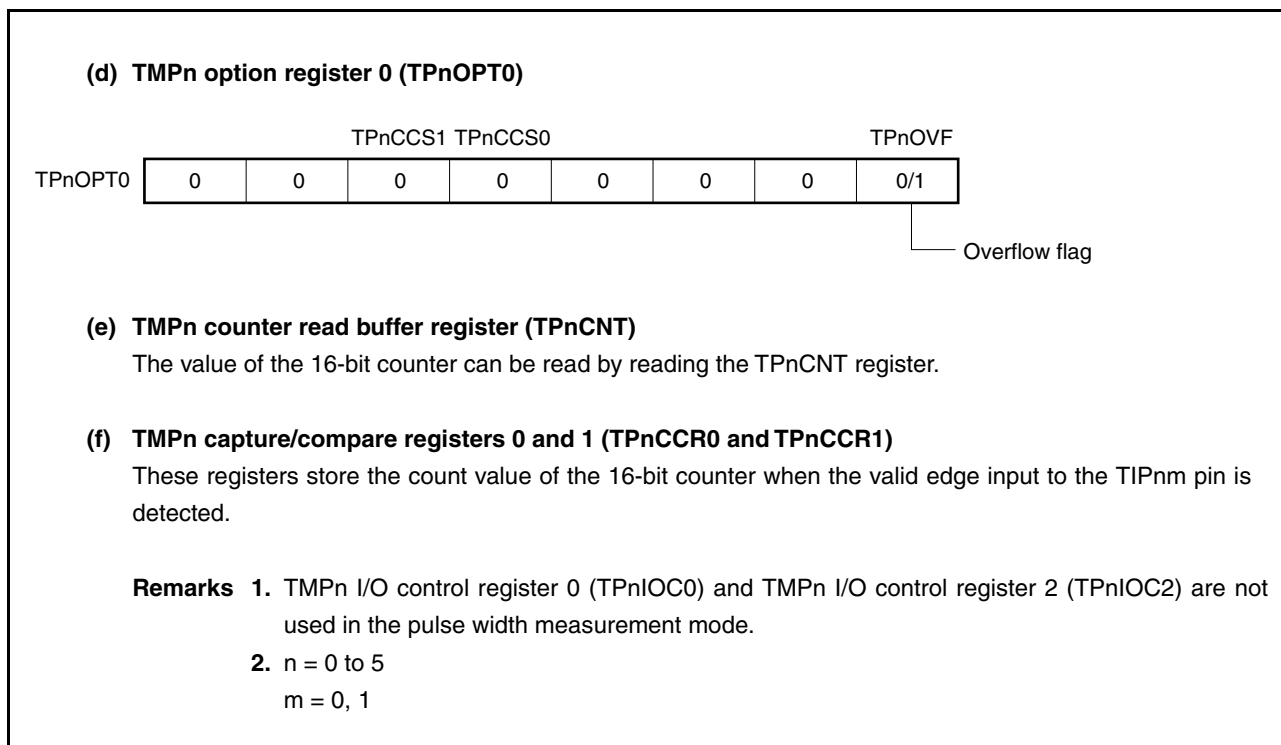 (d) TMPn option register 0 (TPnOPT0)
TPnCCS1 TPnCCS0 TPnOVF
TPnOPT0 0 0 0 0 0 0 0 0/1
Overflow flag
(e) TMPn counter read buffer register (TPnCNT)
The value of the 16-bit counter can be read by reading the TPnCNT register.
(f) TMPn capture/compare registers 0 and 1 (TPnCCR0 and TPnCCR1)
These registers store the count value of the 16-bit counter when the valid edge input to the TIPnm pin is
detected.
Remarks 1. TMPn I/O control register 0 (TPnIOC0) and TMPn I/O control register 2 (TPnIOC2) are not
used in the pulse width measurement mode.
2. n = 0 to 5
m = 0, 1